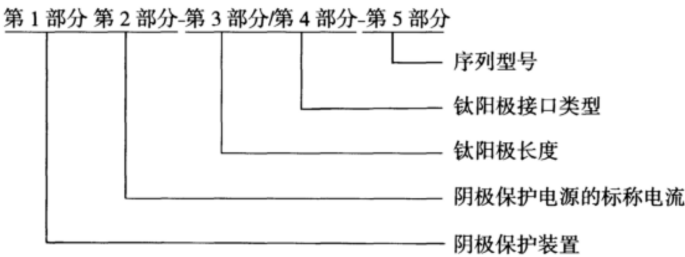 第1部分 第2部分-第3部分/第4部分-第5部分
序列型号
钛阳极接口类型
钛阳极长度
阴极保护电源的标称电流
阴极保护装置